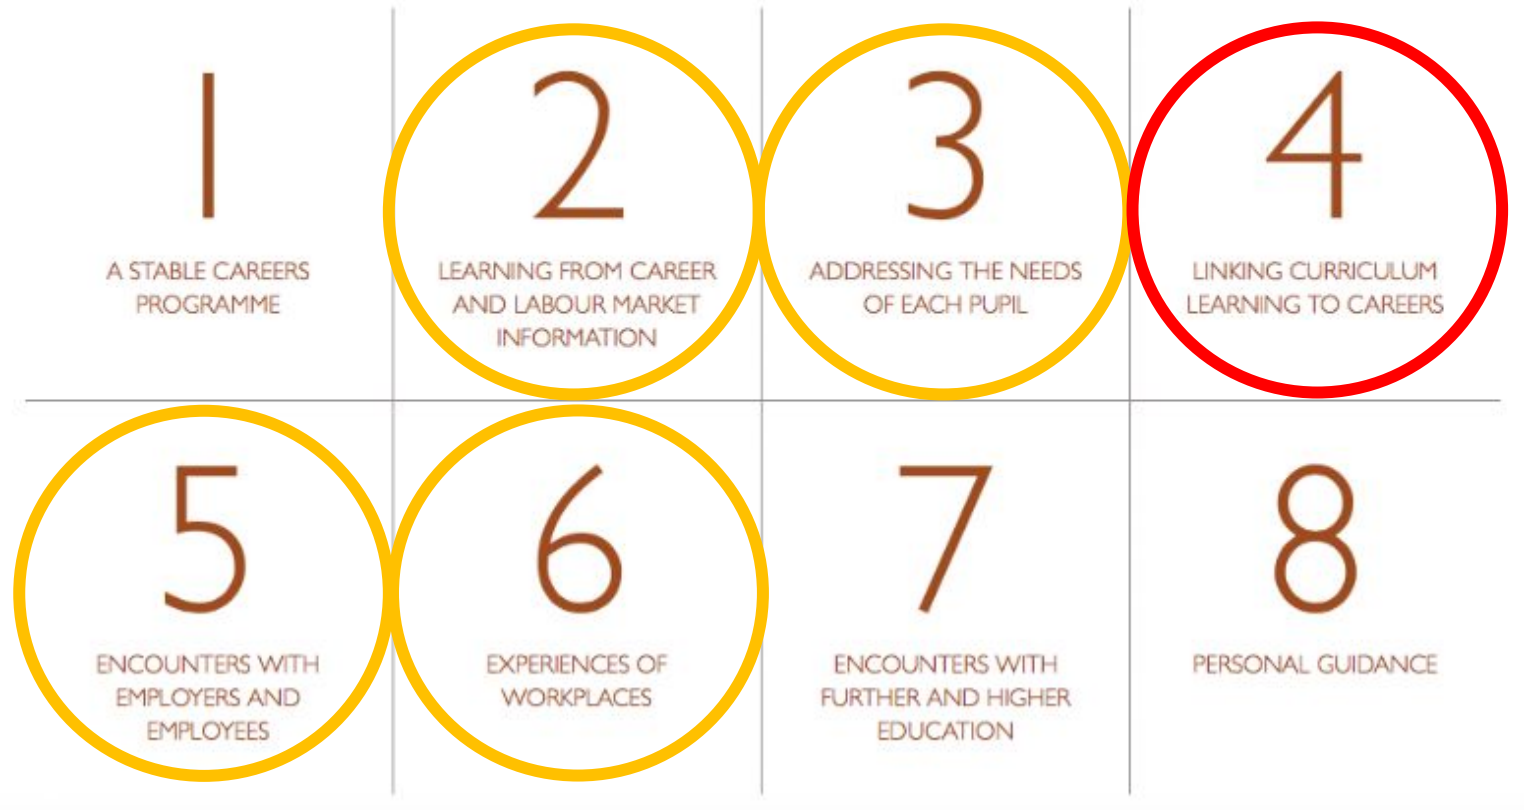 1
A STABLE CAREERS
PROGRAMME
2
LEARNING FROM CAREER
AND LABOUR MARKET
INFORMATION
3
ADDRESSING THE NEEDS
OF EACH PUPIL
4
LINKING CURRICULUM
LEARNING TO CAREERS
5
ENCOUNTERS WITH
EMPLOYERS AND
EMPLOYEES
6
EXPERIENCES OF
WORKPLACES
7
ENCOUNTERS WITH
FURTHER AND HIGHER
EDUCATION
8
PERSONAL GUIDANCE